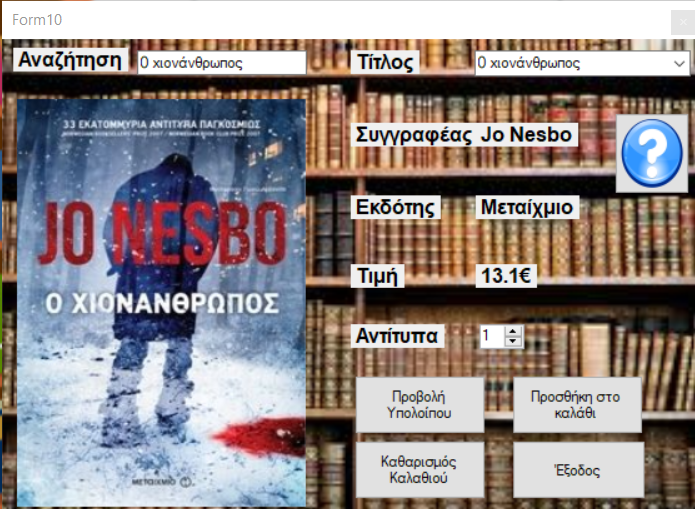 Form10
Αναζήτηση Ο χιονάνθρωπος
Τίτλος Ο χιονάνθρωπος
33 ΕΚΑΤΟΜΜΥΡΙΑ ΑΝΤΙΤΥΠΑ ΠΑΓΚΟΣΜΙΩΣ
JO NESBO
Ο ΧΙΟΝΑΝΘΡΩΠΟΣ
ΜΕΤΑΙΧΜΙΟ
Συγγραφέας Jo Nesbo
?
Εκδότης Μεταίχμιο
Τιμή 13.1€
Αντίτυπα 1
Προβολή
Υπολοίπου
Προσθήκη στο
καλάθι
Καθαρισμός
Καλαθιού
Έξοδος